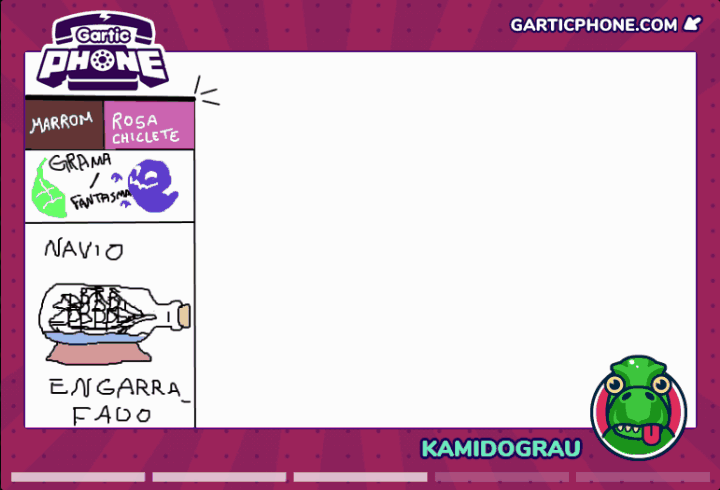 GARTICPHONE.COM
Gartic
PHONE
MARROM
ROSA
CHICLETE
GRAMA
/
FANTASMA
NAVIO
ENGARRA_
FADO
KAMIDOGRAU